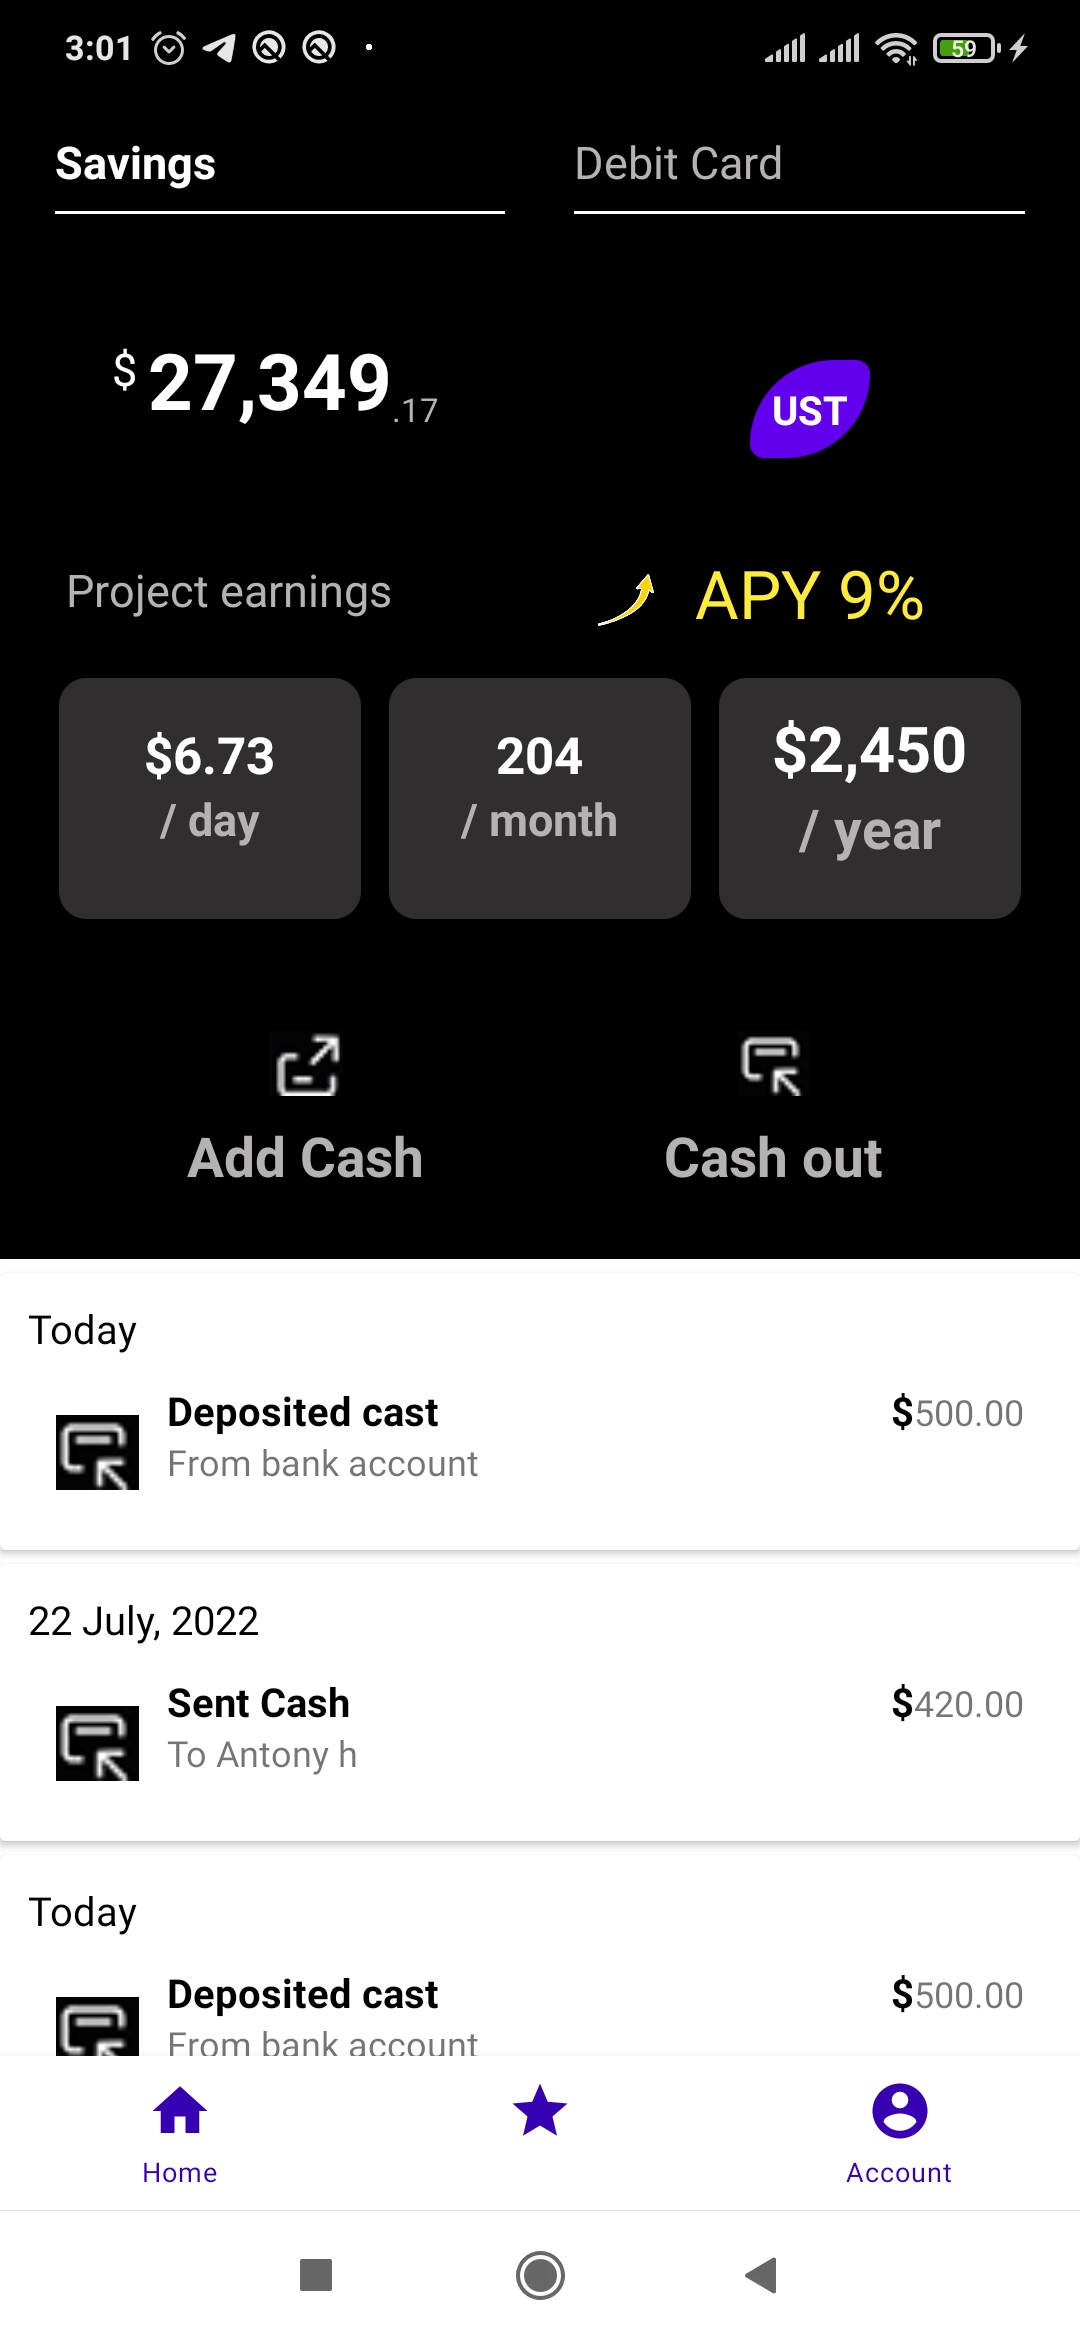 3:01
59
Savings
Debit Card
$ 27,349.17
UST
Project earnings
APY 9%
$6.73
/ day
204
/ month
$2,450
/ year
Add Cash
Cash out
Today
Deposited cast
$500.00
From bank account
22 July, 2022
Sent Cash
$420.00
To Antony h
Today
Deposited cast
$500.00
From bank account
Home
Account